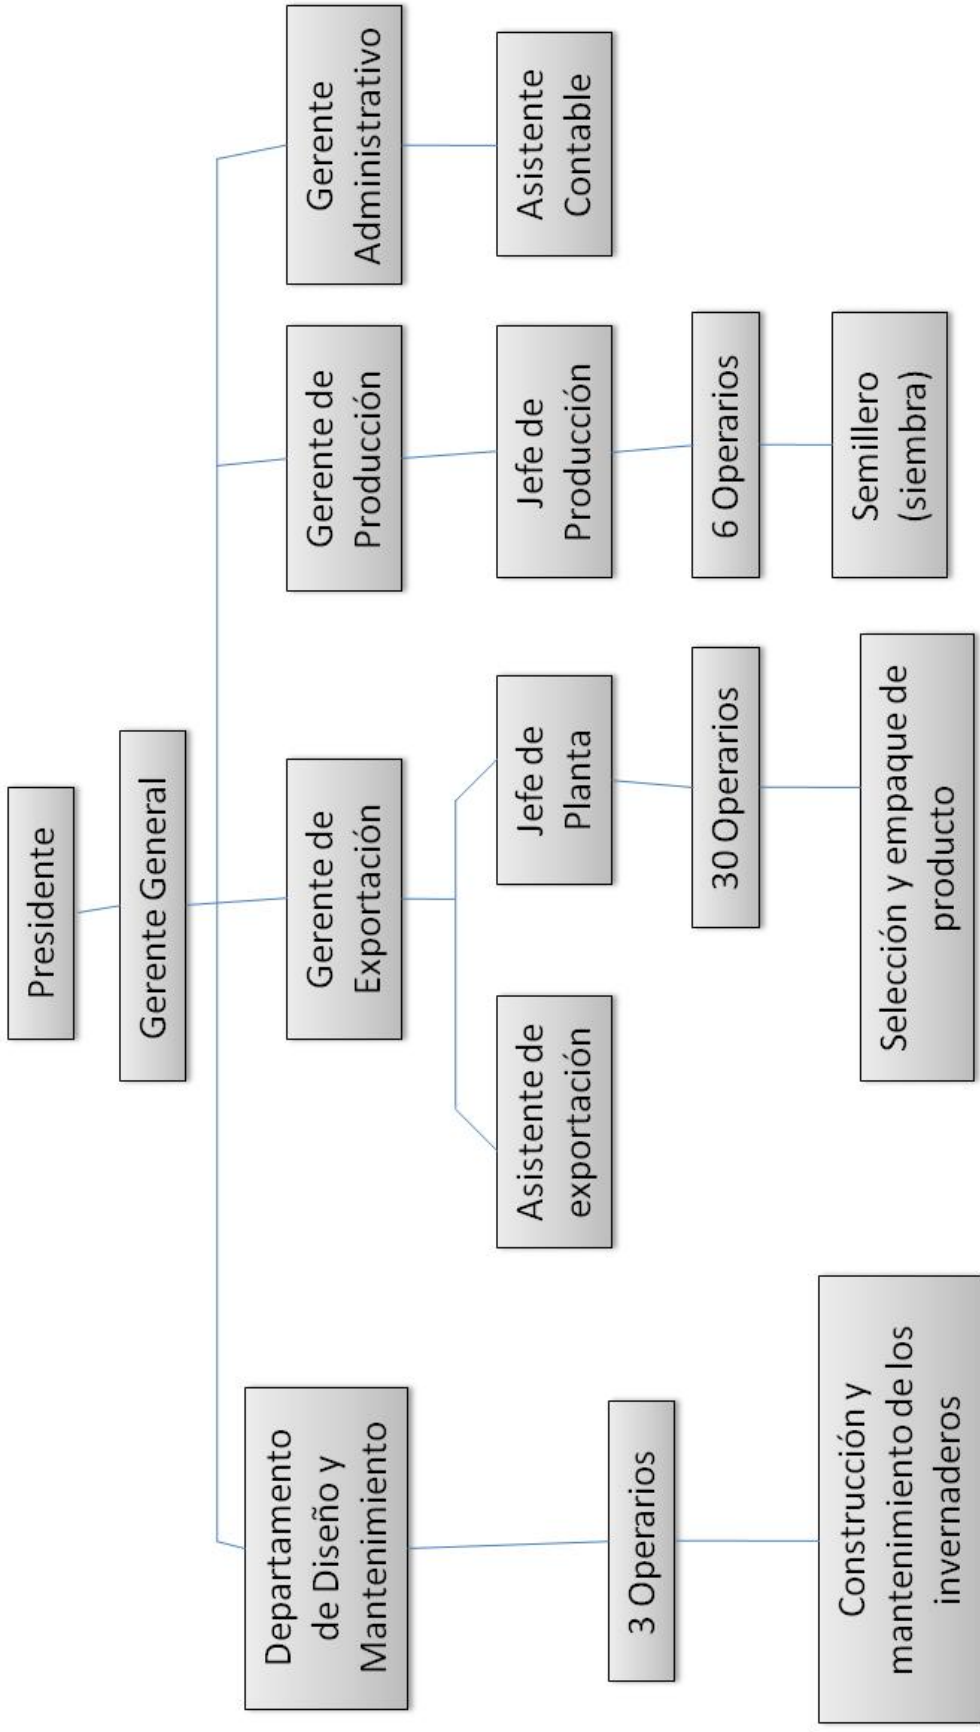 Presidente
Gerente General
Departamento
de Diseño y
Mantenimiento
Gerente de
Exportación
Gerente de
Producción
Gerente
Administrativo
Asistente de
exportación
Jefe de
Planta
Jefe de
Producción
Asistente
Contable
3 Operarios
30 Operarios
6 Operarios
Construcción y
mantenimiento de los
invernaderos
Selección y empaque de
producto
Semillero
(siembra)